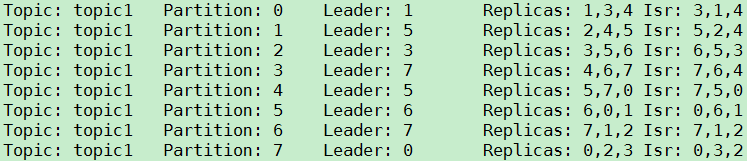 Topic: topic1 Partition: 0 Leader: 1 Replicas: 1,3,4 Isr: 3,1,4
Topic: topic1 Partition: 1 Leader: 5 Replicas: 2,4,5 Isr: 5,2,4
Topic: topic1 Partition: 2 Leader: 3 Replicas: 3,5,6 Isr: 6,5,3
Topic: topic1 Partition: 3 Leader: 7 Replicas: 4,6,7 Isr: 7,6,4
Topic: topic1 Partition: 4 Leader: 5 Replicas: 5,7,0 Isr: 7,5,0
Topic: topic1 Partition: 5 Leader: 6 Replicas: 6,0,1 Isr: 0,6,1
Topic: topic1 Partition: 6 Leader: 7 Replicas: 7,1,2 Isr: 7,1,2
Topic: topic1 Partition: 7 Leader: 0 Replicas: 0,2,3 Isr: 0,3,2